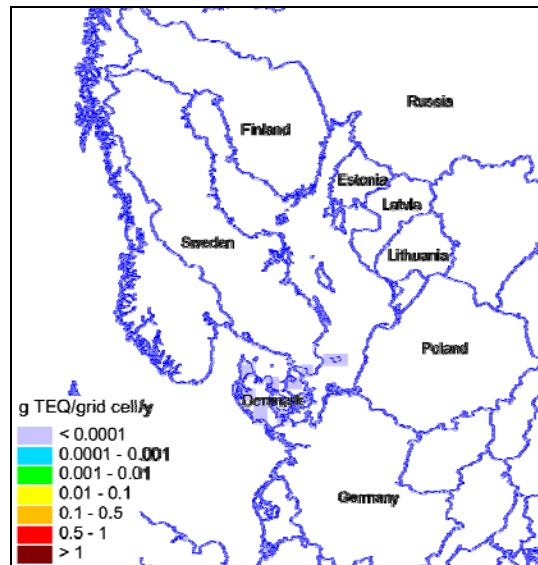 Russia
Finland
Estonia
Latvia
Sweden
Lithuania
Poland
Denmark
g TEQ/grid cell/y
< 0.0001
0.0001 - 0.001
0.001 - 0.01
0.01 - 0.1
0.1 - 0.5
0.5 - 1
> 1
Germany